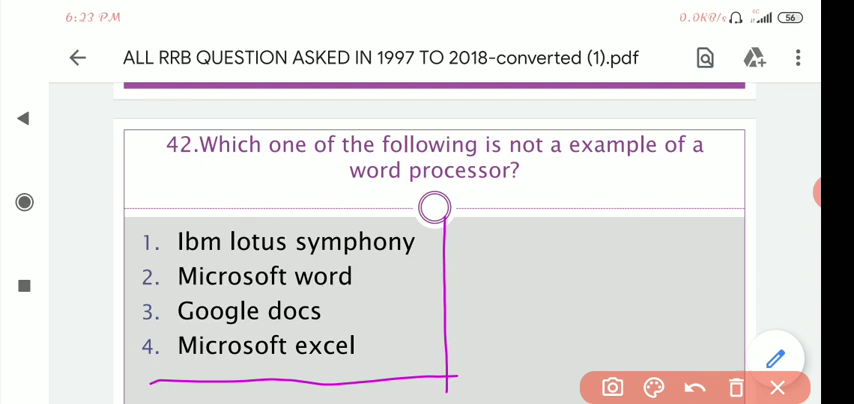 6:23 PM 0.0KB/s 4G 56
ALL RRB QUESTION ASKED IN 1997 TO 2018-converted (1).pdf
42.Which one of the following is not a example of a
word processor?
1. Ibm lotus symphony
2. Microsoft word
3. Google docs
4. Microsoft excel